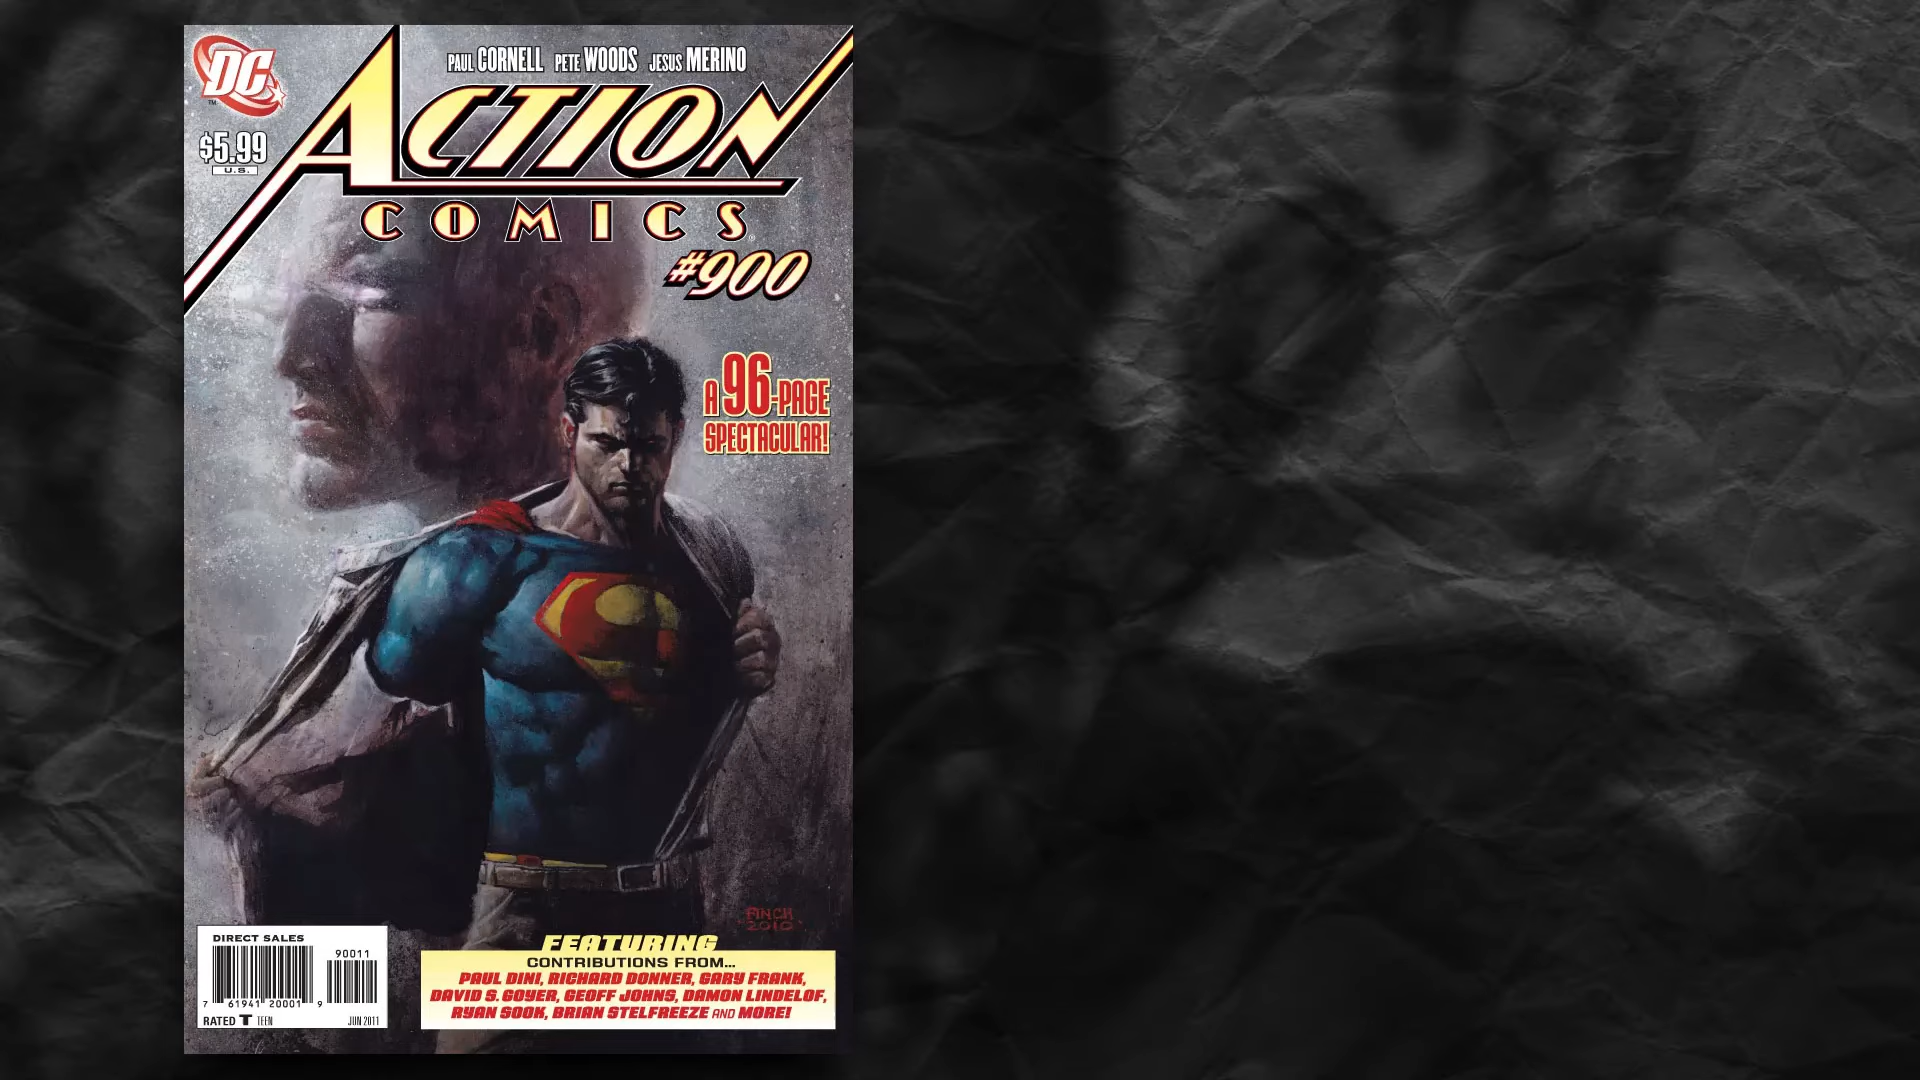 PAUL CORNELL PETE WOODS JESUS MERINO
DC
TM
ACTION
$5.99
U.S.
COMICS
#900
A 96-PAGE
SPECTACULAR!
FINCH
2010
FEATURING
CONTRIBUTIONS FROM...
PAUL DINI, RICHARD DONNER, GARY FRANK,
DAVID S. GOYER, GEOFF JOHNS, DAMON LINDELOF,
RYAN SOOK, BRIAN STELFREEZE AND MORE!
DIRECT SALES
90011
7 61941 20001 9
RATED T TEEN JUN 2011